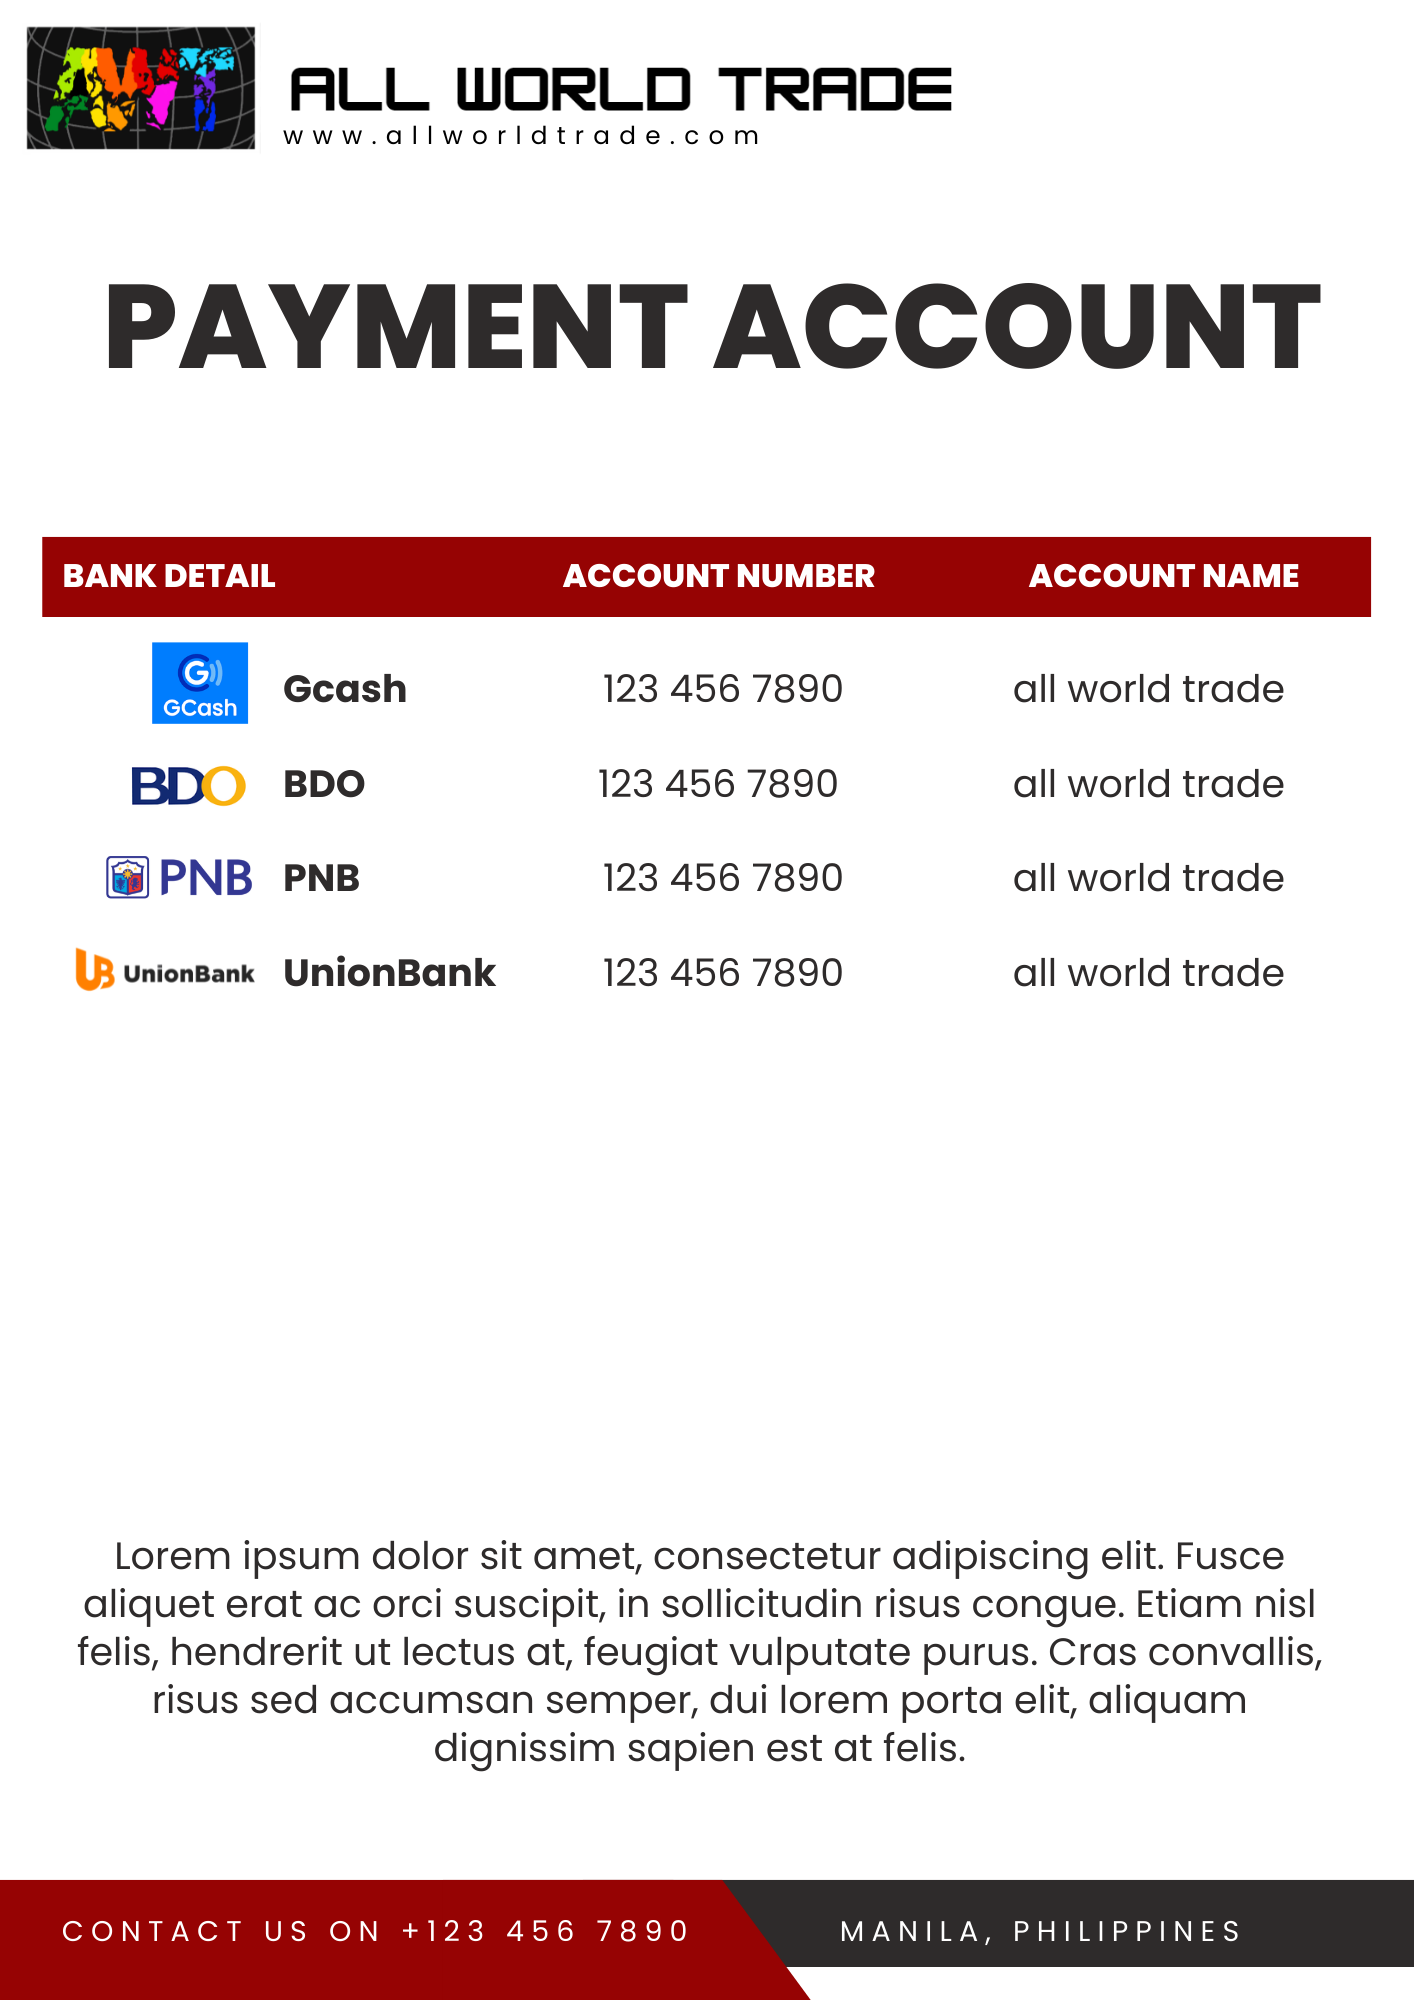 AWT
ALL WORLD TRADE
www.allworldtrade.com
PAYMENT ACCOUNT
BANK DETAIL ACCOUNT NUMBER ACCOUNT NAME
GCash Gcash 123 456 7890 all world trade
BDO BDO 123 456 7890 all world trade
PNB PNB 123 456 7890 all world trade
UB UnionBank UnionBank 123 456 7890 all world trade
Lorem ipsum dolor sit amet, consectetur adipiscing elit. Fusce
aliquet erat ac orci suscipit, in sollicitudin risus congue. Etiam nisl
felis, hendrerit ut lectus at, feugiat vulputate purus. Cras convallis,
risus sed accumsan semper, dui lorem porta elit, aliquam
dignissim sapien est at felis.
CONTACT US ON +123 456 7890 MANILA, PHILIPPINES